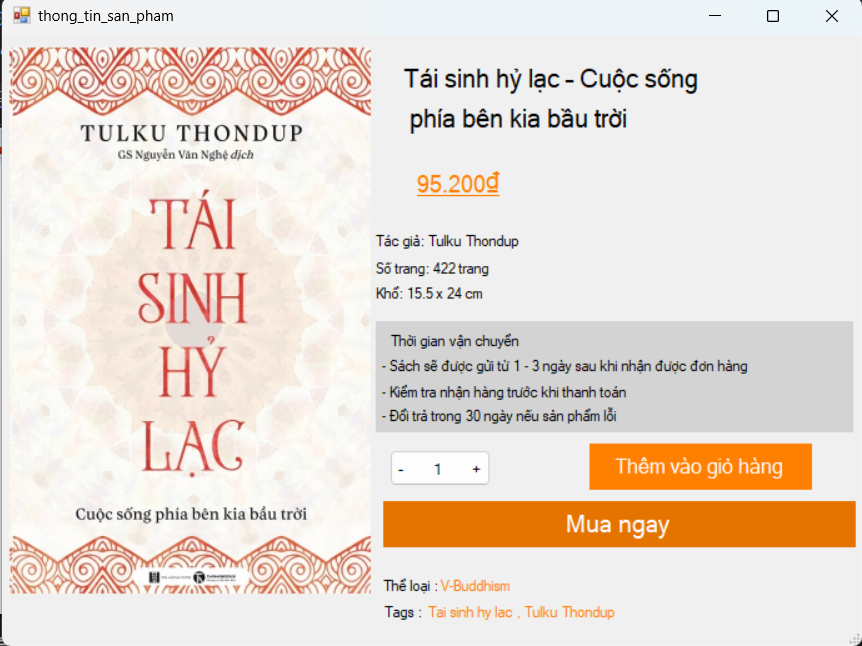 thong_tin_san_pham
TULKU THONDUP
GS Nguyễn Văn Nghệ dịch
TÁI
SINH
HỶ
LẠC
Cuộc sống phía bên kia bầu trời
Tái sinh hỷ lạc - Cuộc sống
phía bên kia bầu trời
95.200₫
Tác giả: Tulku Thondup
Số trang: 422 trang
Khổ: 15.5 x 24 cm
Thời gian vận chuyển
- Sách sẽ được gửi từ 1 - 3 ngày sau khi nhận được đơn hàng
- Kiểm tra nhận hàng trước khi thanh toán
- Đổi trả trong 30 ngày nếu sản phẩm lỗi
- 1 +
Thêm vào giỏ hàng
Mua ngay
Thể loại : V-Buddhism
Tags : Tai sinh hy lac , Tulku Thondup